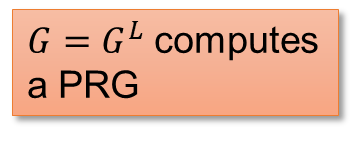 G = G^L computes
a PRG